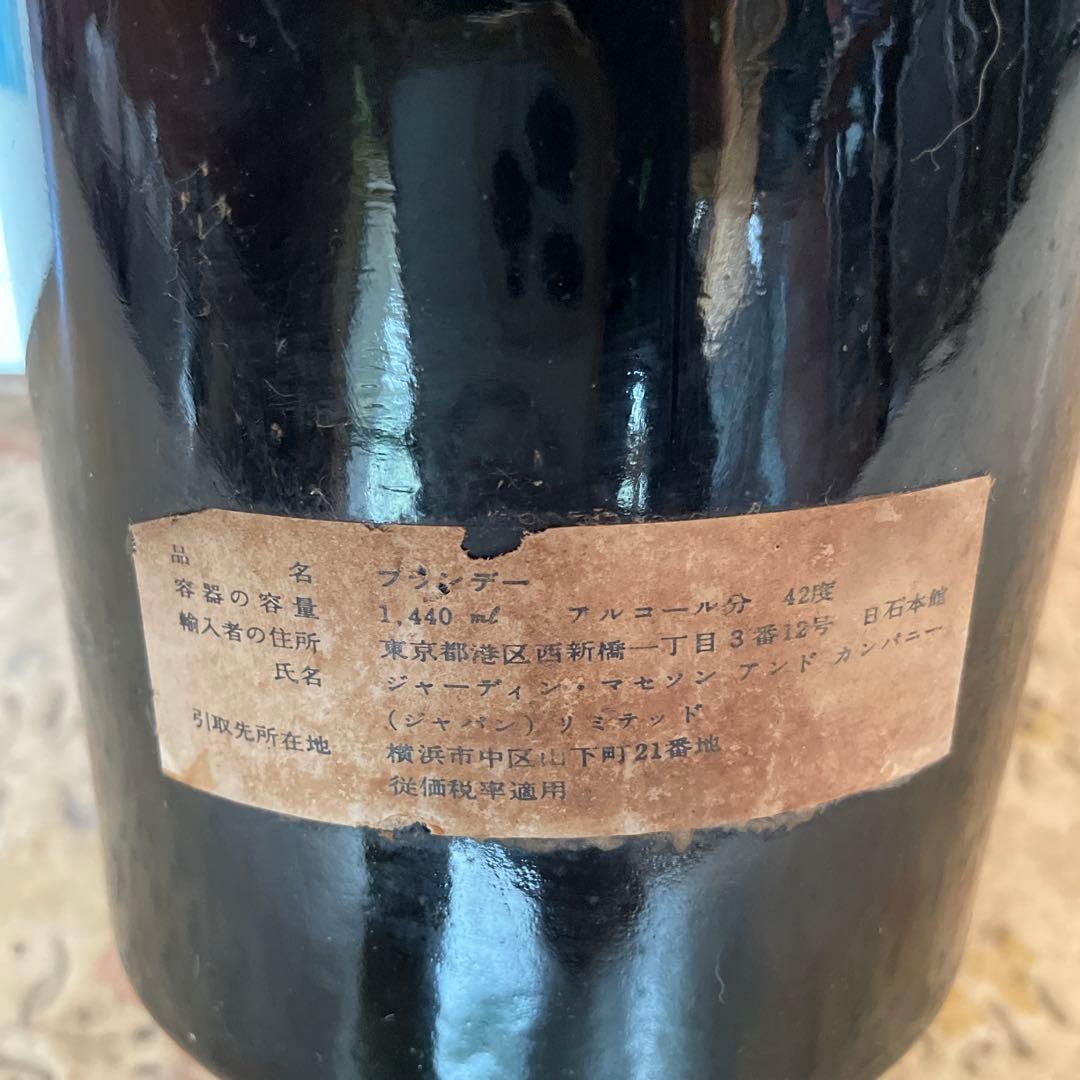 品名 ブランデー
容器の容量 1,440 ml アルコール分 42度
輸入者の住所 東京都港区西新橋一丁目3番12号 日石本館
氏名 ジャーディン・マセソン アンド カンパニー
(ジャパン) リミテッド
引取先所在地 横浜市中区山下町21番地
従価税率適用